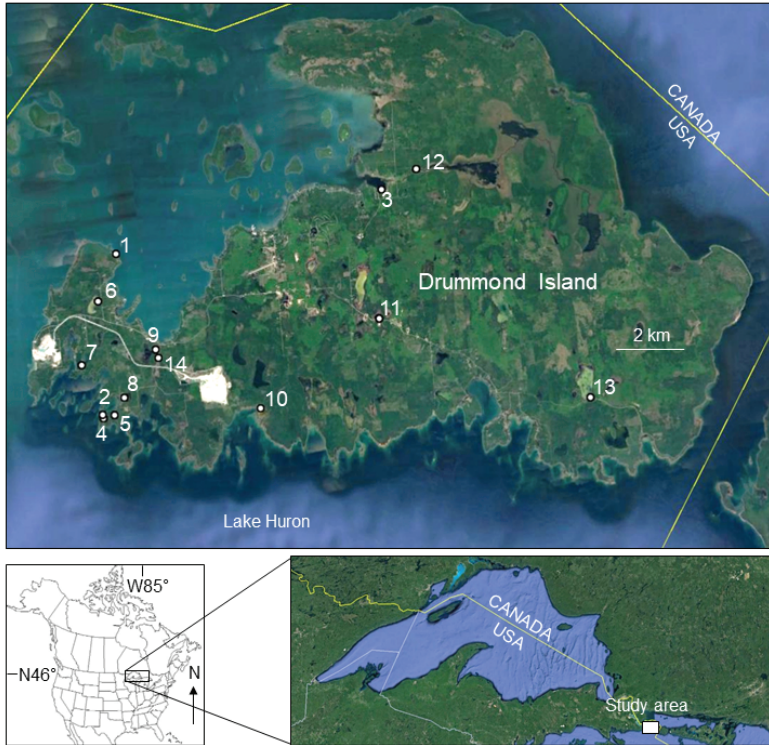 CANADA
USA
12
3
1
Drummond Island
6
11
2 km
9
14
7
8
13
2
10
4
5
Lake Huron
W85°
CANADA
USA
N46°
N
Study area